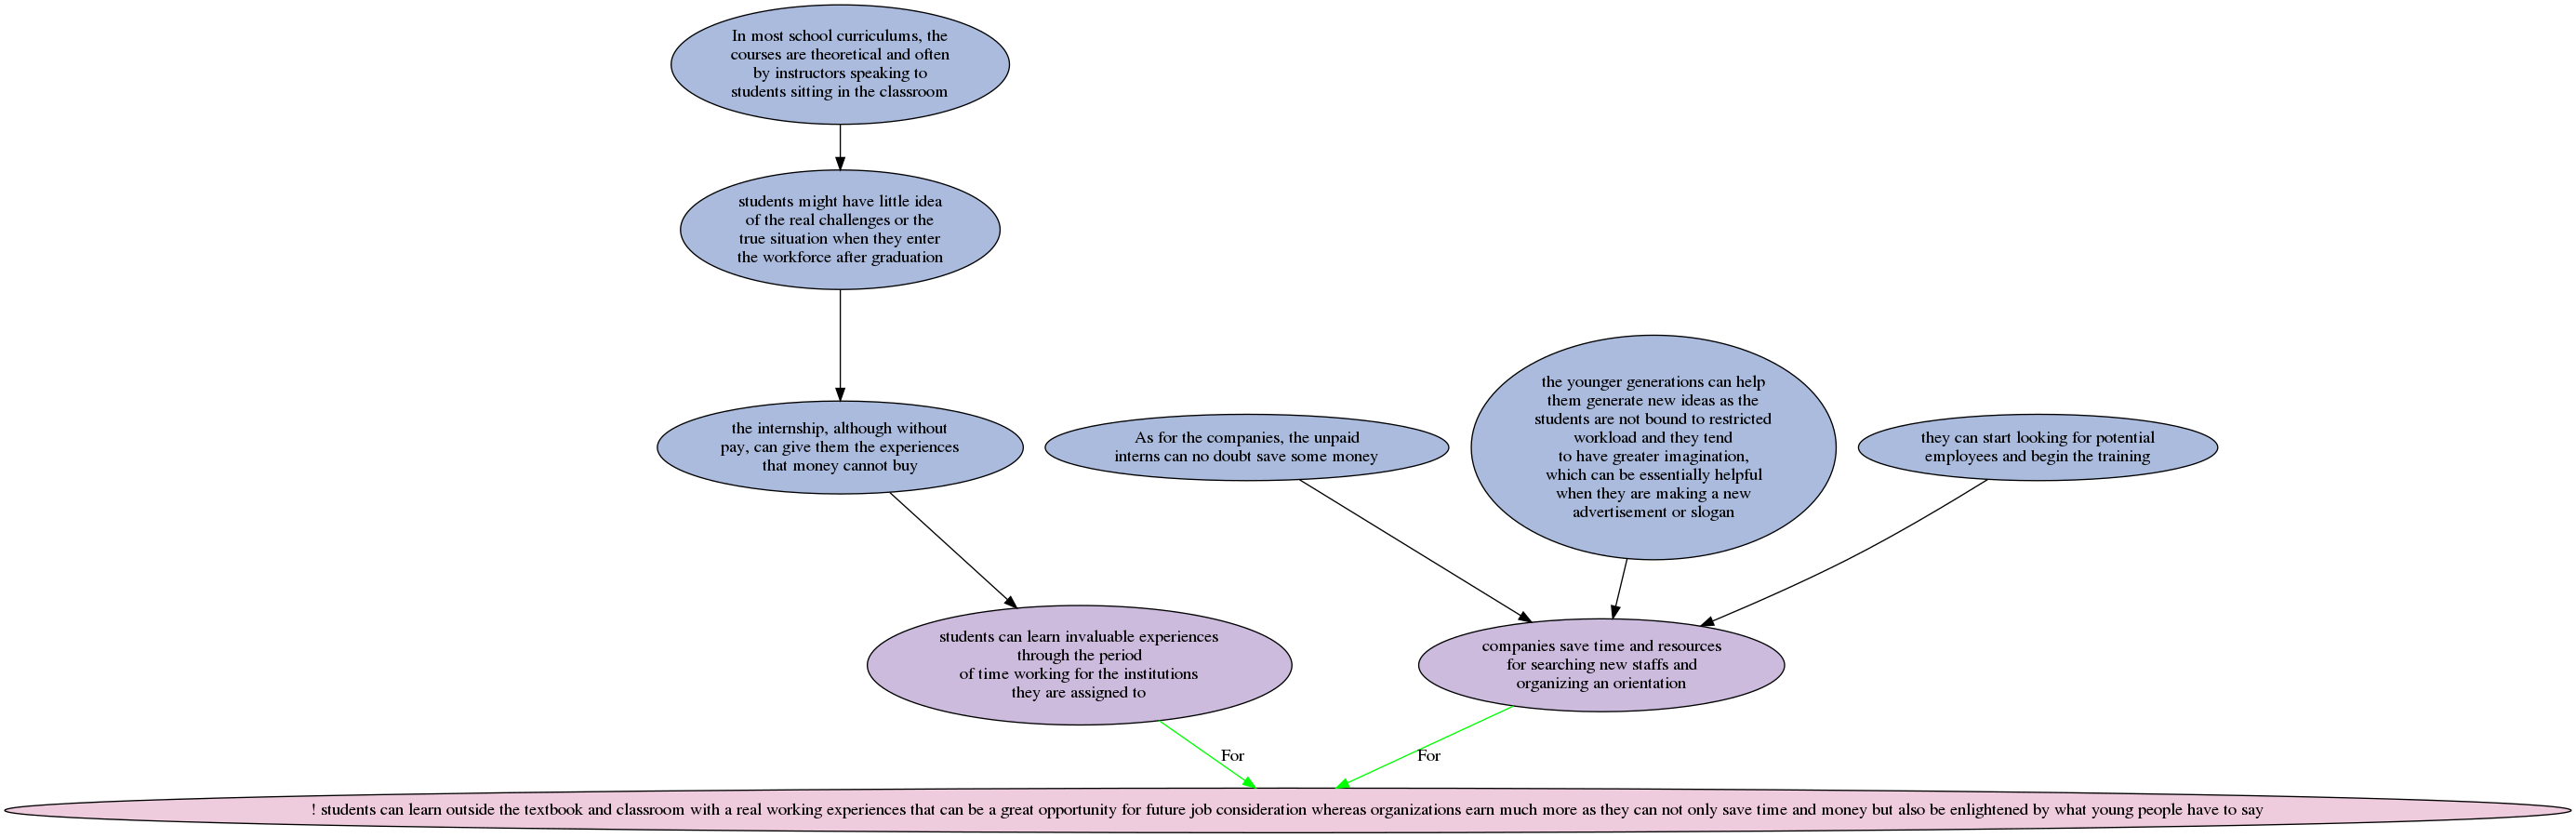 In most school curriculums, the
courses are theoretical and often
by instructors speaking to
students sitting in the classroom
students might have little idea
of the real challenges or the
true situation when they enter
the workforce after graduation
the internship, although without
pay, can give them the experiences
that money cannot buy
As for the companies, the unpaid
interns can no doubt save some money
the younger generations can help
them generate new ideas as the
students are not bound to restricted
workload and they tend
to have greater imagination,
which can be essentially helpful
when they are making a new
advertisement or slogan
they can start looking for potential
employees and begin the training
students can learn invaluable experiences
through the period
of time working for the institutions
they are assigned to
companies save time and resources
for searching new staffs and
organizing an orientation
For
For
! students can learn outside the textbook and classroom with a real working experiences that can be a great opportunity for future job consideration whereas organizations earn much more as they can not only save time and money but also be enlightened by what young people have to say